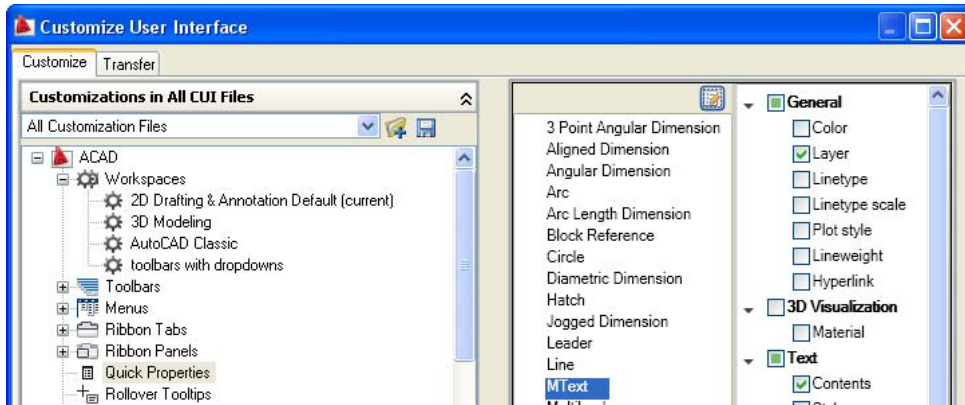 Customize User Interface
Customize
Transfer
Customizations in All CUI Files
All Customization Files
ACAD
Workspaces
2D Drafting & Annotation Default (current)
3D Modeling
AutoCAD Classic
toolbars with dropdowns
Toolbars
Menus
Ribbon Tabs
Ribbon Panels
Quick Properties
Rollover Tooltips
3 Point Angular Dimension
Aligned Dimension
Angular Dimension
Arc
Arc Length Dimension
Block Reference
Circle
Diametric Dimension
Hatch
Jogged Dimension
Leader
Line
MText
General
Color
Layer
Linetype
Linetype scale
Plot style
Lineweight
Hyperlink
3D Visualization
Material
Text
Contents